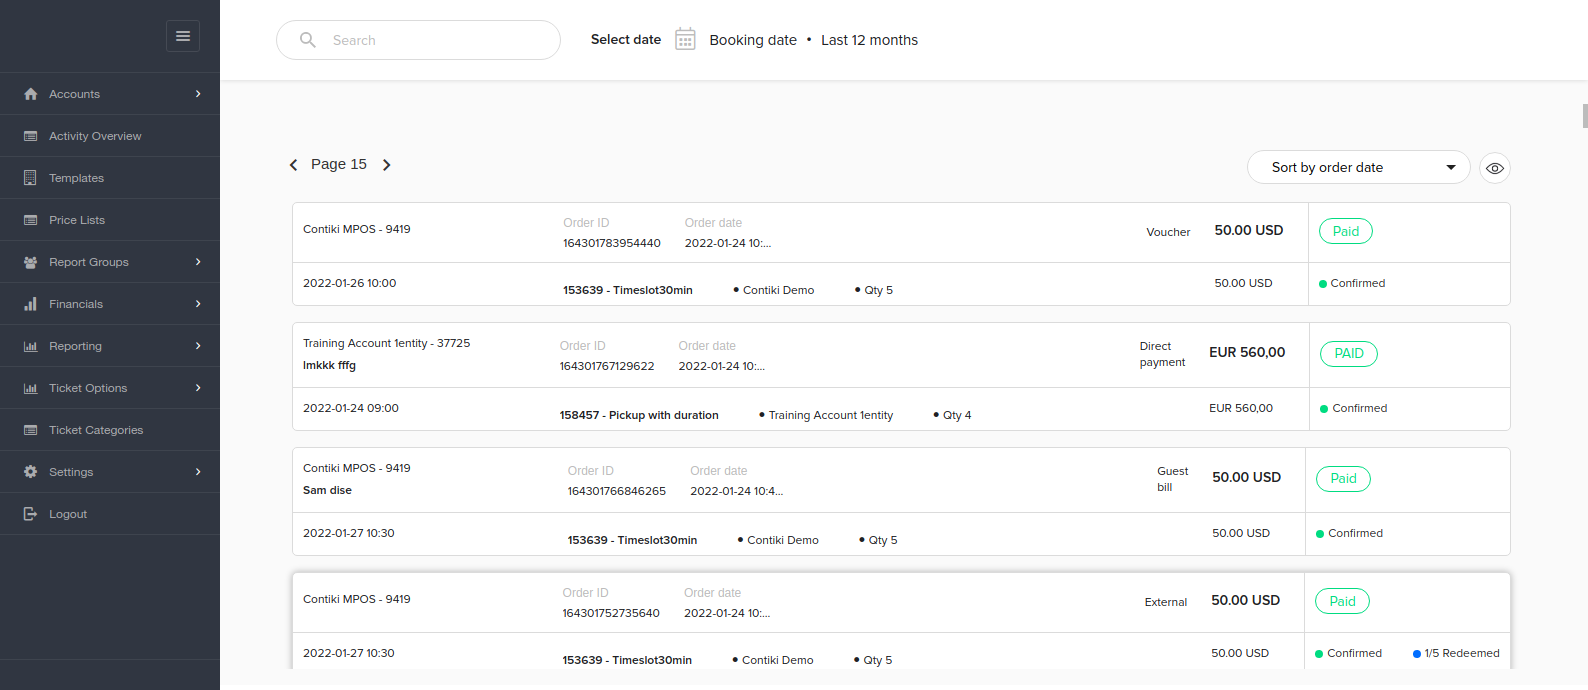 Search
Select date
Booking date • Last 12 months
Accounts
Activity Overview
Templates
Price Lists
Report Groups
Financials
Reporting
Ticket Options
Ticket Categories
Settings
Logout
Page 15
Sort by order date
Contiki MPOS - 9419
Order ID
164301783954440
Order date
2022-01-24 10:...
Voucher
50.00 USD
Paid
2022-01-26 10:00
153639 - Timeslot30min
• Contiki Demo
• Qty 5
50.00 USD
Confirmed
Training Account 1entity - 37725
lmkkk fffg
Order ID
164301767129622
Order date
2022-01-24 10:...
Direct
payment
EUR 560,00
PAID
2022-01-24 09:00
158457 - Pickup with duration
• Training Account 1entity
• Qty 4
EUR 560,00
Confirmed
Contiki MPOS - 9419
Sam dise
Order ID
164301766846265
Order date
2022-01-24 10:4...
Guest
bill
50.00 USD
Paid
2022-01-27 10:30
153639 - Timeslot30min
• Contiki Demo
• Qty 5
50.00 USD
Confirmed
Contiki MPOS - 9419
Order ID
164301752735640
Order date
2022-01-24 10:...
External
50.00 USD
Paid
2022-01-27 10:30
153639 - Timeslot30min
• Contiki Demo
• Qty 5
50.00 USD
Confirmed
1/5 Redeemed